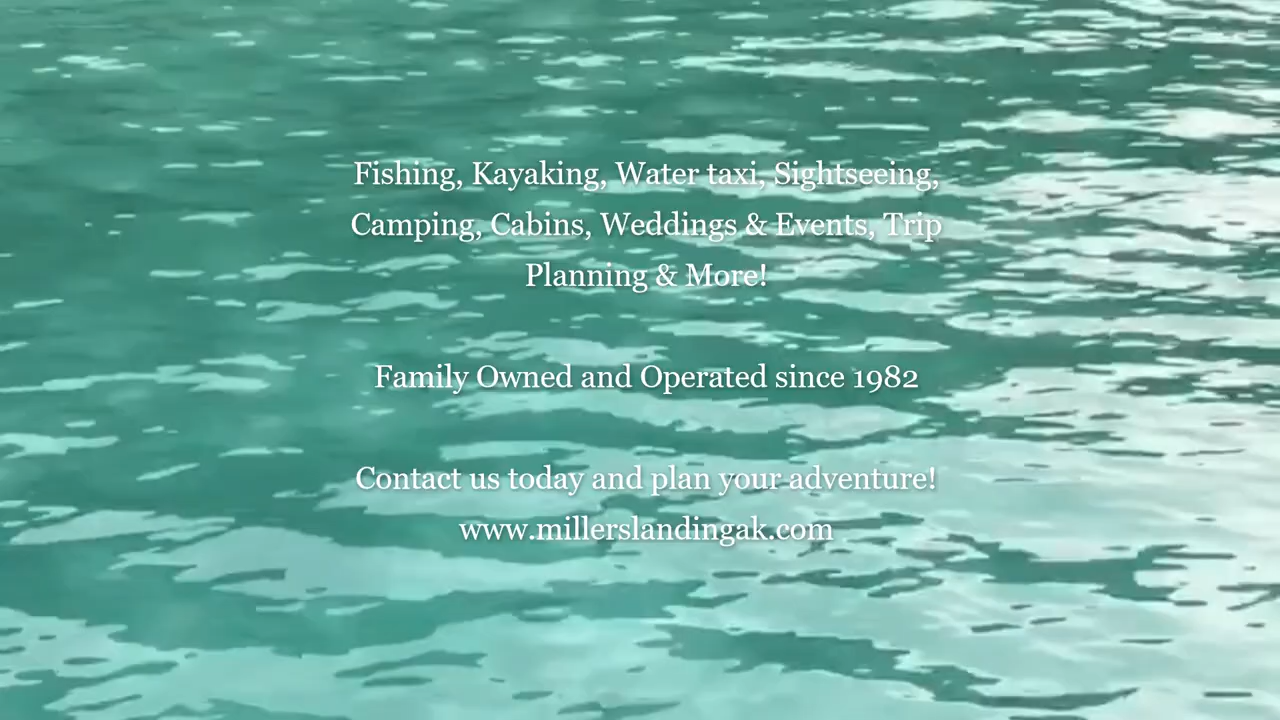 Fishing, Kayaking, Water taxi, Sightseeing,
Camping, Cabins, Weddings & Events, Trip
Planning & More!
Family Owned and Operated since 1982
Contact us today and plan your adventure!
www.millerslandingak.com